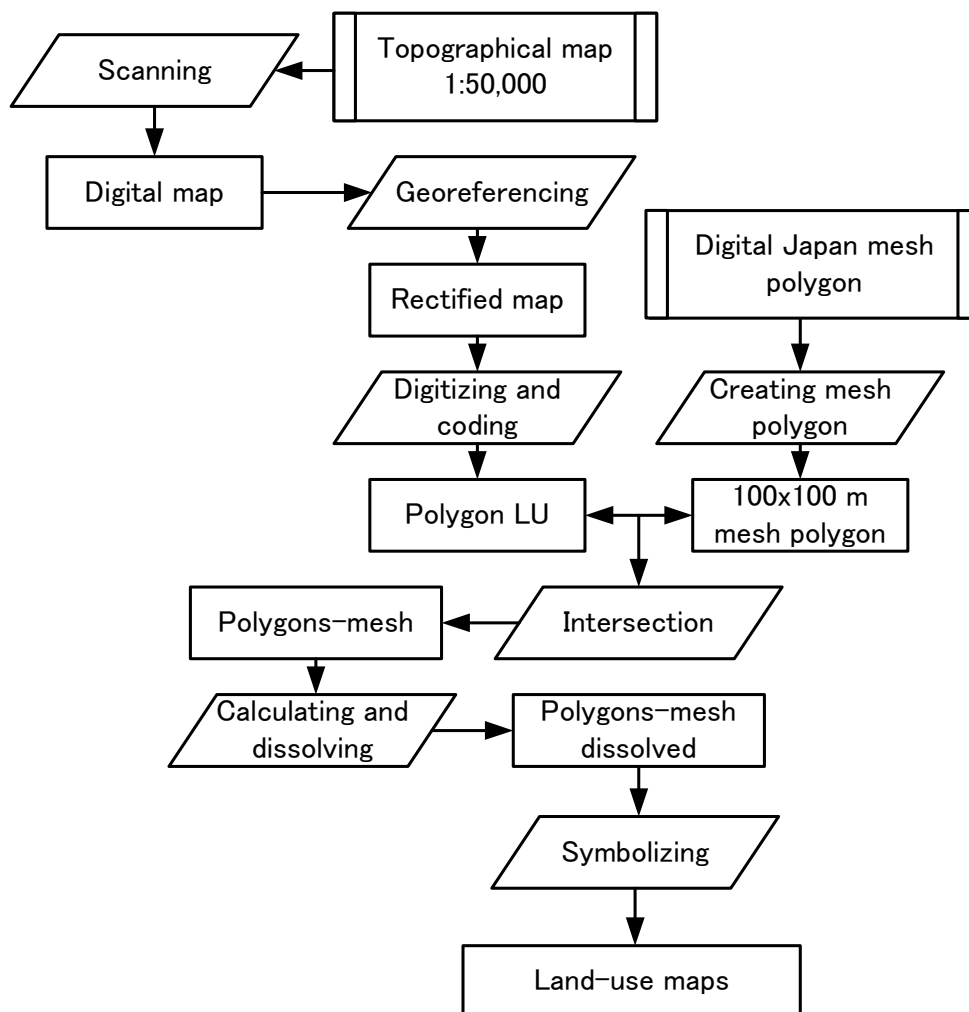 Scanning
Topographical map
1:50,000
Digital map
Georeferencing
Digital Japan mesh
polygon
Rectified map
Digitizing and
coding
Creating mesh
polygon
Polygon LU
100x100 m
mesh polygon
Polygons-mesh
Intersection
Calculating and
dissolving
Polygons-mesh
dissolved
Symbolizing
Land-use maps